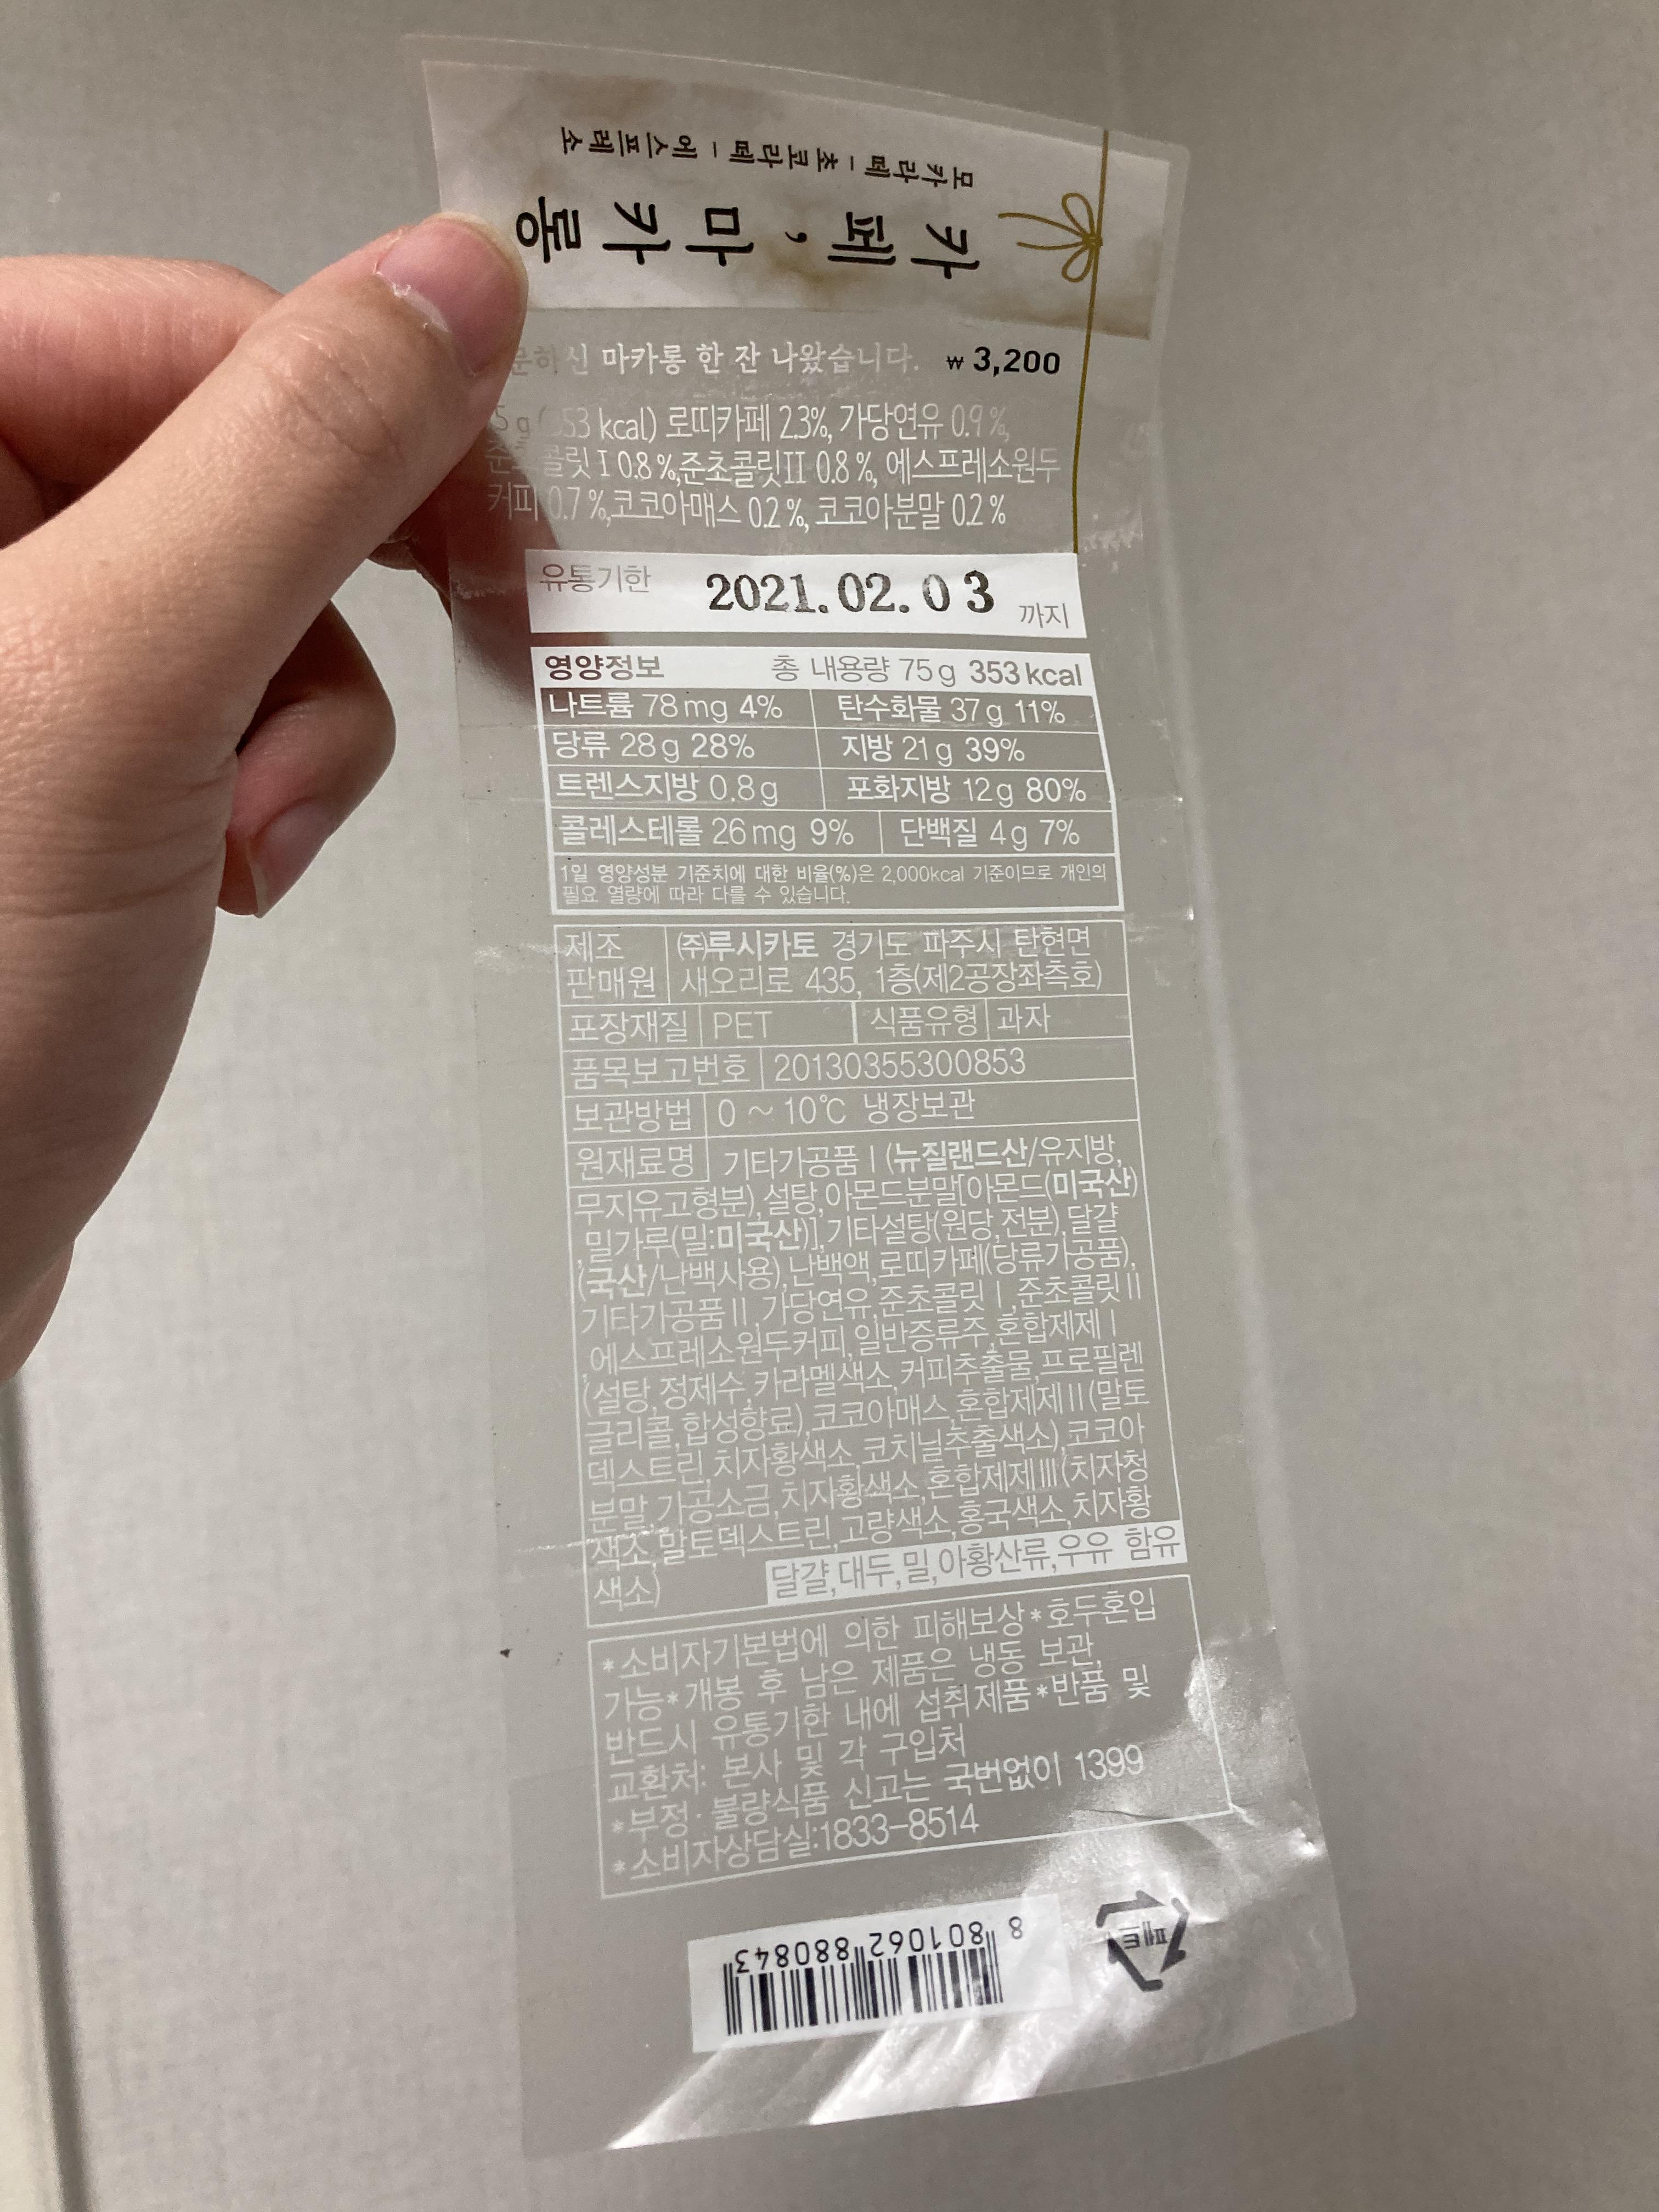 모카라떼 – 초코라떼 – 에스프레소
카페, 마카롱
마카롱 한 잔 나왔습니다. ₩ 3,200
kcal) 로띠카페 2.3%, 가당연유 0.9%,
Ⅰ 0.8%,준초콜릿Ⅱ 0.8%, 에스프레소원두
커피 0.7%,코코아매스 0.2%, 코코아분말 0.2%
유통기한 2021.02.03 까지
영양정보 총 내용량 75g 353kcal
나트륨 78mg 4% 탄수화물 37g 11%
당류 28g 28% 지방 21g 39%
트렌스지방 0.8g 포화지방 12g 80%
콜레스테롤 26mg 9% 단백질 4g 7%
1일 영양성분 기준치에 대한 비율(%)은 2,000kcal 기준이므로 개인의
필요 열량에 따라 다를 수 있습니다.
제조 ㈜루시카토 경기도 파주시 탄현면
판매원 새오리로 435, 1층(제2공장좌측호)
포장재질 PET 식품유형 과자
품목보고번호 20130355300853
보관방법 0 ~ 10℃ 냉장보관
원재료명 기타가공품Ⅰ(뉴질랜드산/유지방,
무지유고형분),설탕,아몬드분말[아몬드(미국산)
,밀가루(밀:미국산)],기타설탕(원당,전분),달걀
(국산/난백사용),난백액,로띠카페(당류가공품),
기타가공품Ⅱ,가당연유,준초콜릿Ⅰ,준초콜릿Ⅱ
,에스프레소원두커피,일반증류주,혼합제제Ⅰ
(설탕,정제수,카라멜색소,커피추출물,프로필렌
글리콜,합성향료),코코아매스,혼합제제Ⅱ(말토
덱스트린,치자황색소,코치닐추출색소),코코아
분말,가공소금,치자황색소,혼합제제Ⅲ(치자청
색소,말토덱스트린,고량색소,홍국색소,치자황
색소) 달걀,대두,밀,아황산류,우유 함유
*소비자기본법에 의한 피해보상*호두혼입
가능*개봉 후 남은 제품은 냉동 보관,
반드시 유통기한 내에 섭취제품*반품 및
교환처: 본사 및 각 구입처
*부정·불량식품 신고는 국번없이 1399
*소비자상담실:1833-8514
8 801062 880843
페트